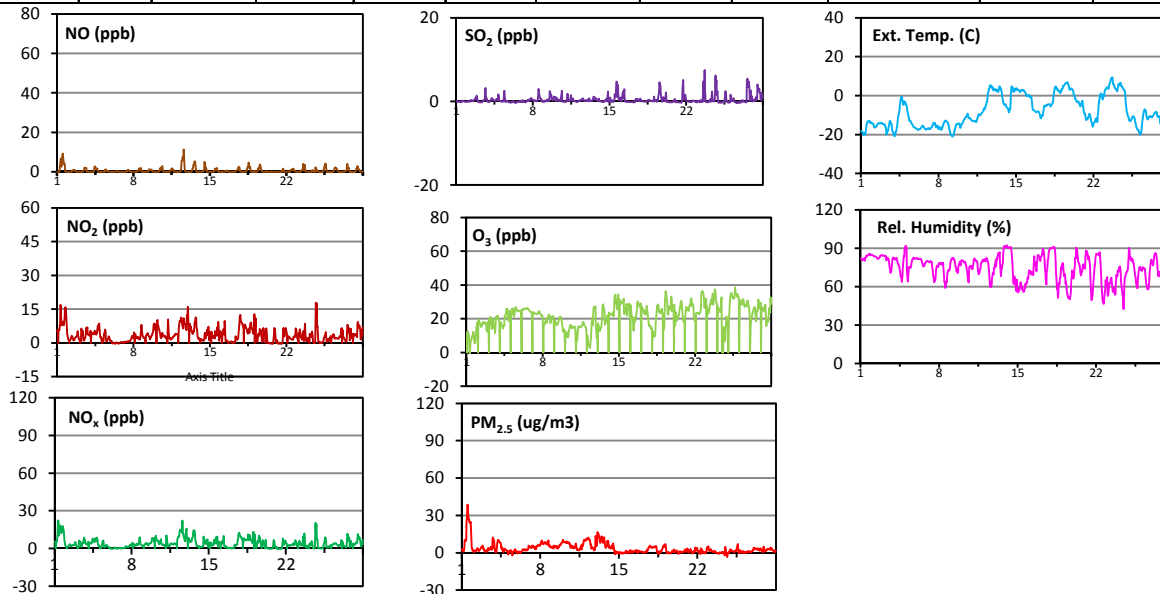 NO (ppb)
80
60
40
20
0
1 8 15 22
SO2 (ppb)
20
0
-20
1 8 15 22
Ext. Temp. (C)
40
20
0
-20
-40
1 8 15 22
NO2 (ppb)
60
45
30
15
0
-15
1 8 15 22
Axis Title
O3 (ppb)
80
60
40
20
0
-20
1 8 15 22
Rel. Humidity (%)
120
90
60
30
0
1 8 15 22
NOx (ppb)
120
90
60
30
0
-30
1 8 15 22
PM2.5 (ug/m3)
120
90
60
30
0
-30
1 8 15 22